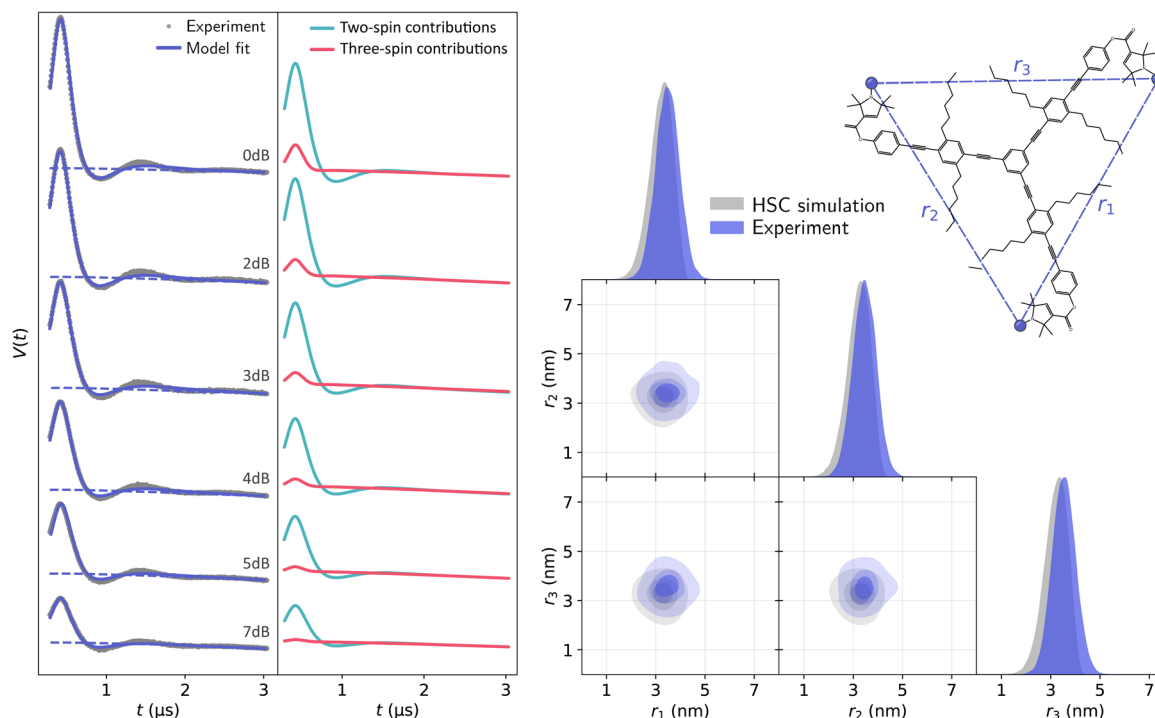 Experiment
Model fit
Two-spin contributions
Three-spin contributions
0dB
2dB
3dB
4dB
5dB
7dB
V(t)
1 2 3
t (μs)
1 2 3
t (μs)
HSC simulation
Experiment
r₃
r₂
r₁
7
5
3
1
r₂ (nm)
7
5
3
1
r₃ (nm)
1 3 5 7
r₁ (nm)
1 3 5 7
r₂ (nm)
1 3 5 7
r₃ (nm)